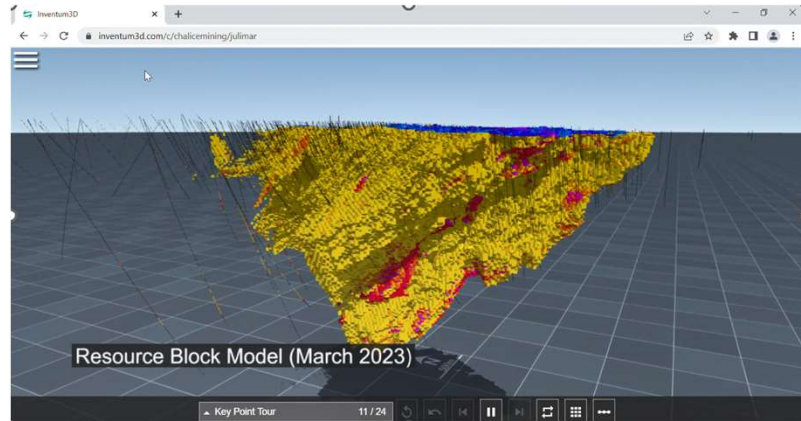 Inventum3D
inventum3d.com/c/chalicemining/julimar
Resource Block Model (March 2023)
Key Point Tour 11 / 24